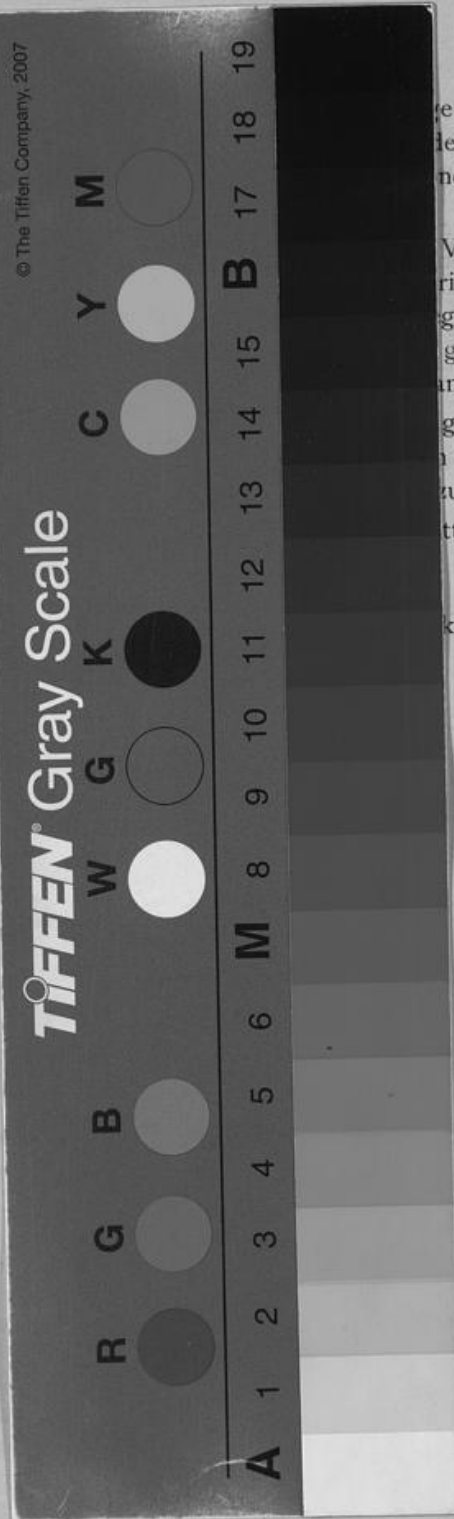 © The Tiffen Company, 2007
TIFFEN® Gray Scale
R G B W G K C Y M
A 1 2 3 4 5 6 M 8 9 10 11 12 13 14 15 B 17 18 19